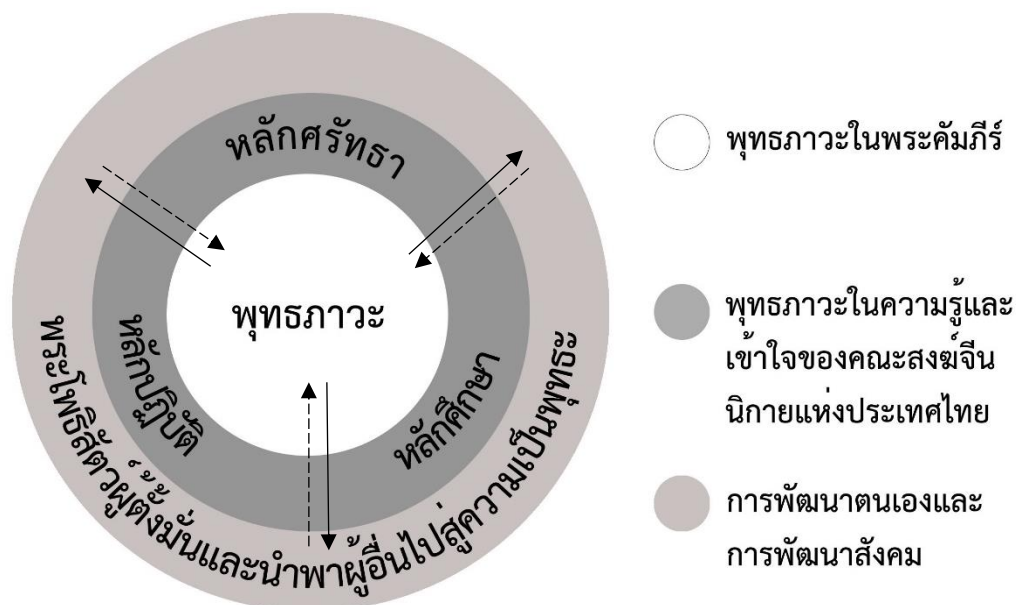 หลักศรัทธา
พุทธภาวะ
หลักปฏิบัติ
หลักศึกษา
พระโพธิสัตวผู้ตั้งมั่นและนำพาผู้อื่นไปสู่ความเป็นพุทธะ
พุทธภาวะในพระคัมภีร์
พุทธภาวะในความรู้และ
เข้าใจของคณะสงฆ์จีน
นิกายแห่งประเทศไทย
การพัฒนาตนเองและ
การพัฒนาสังคม